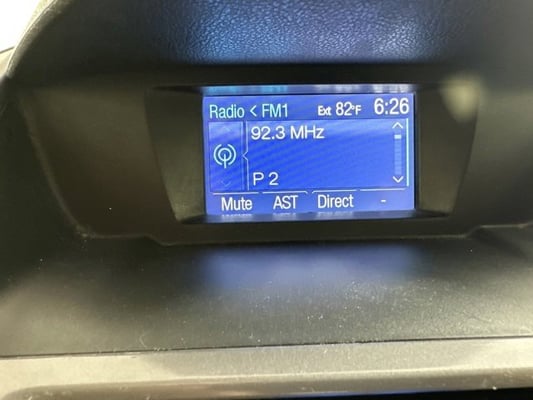 Radio < FM1 Ext 82°F 6:26
92.3 MHz
P 2
Mute AST Direct -